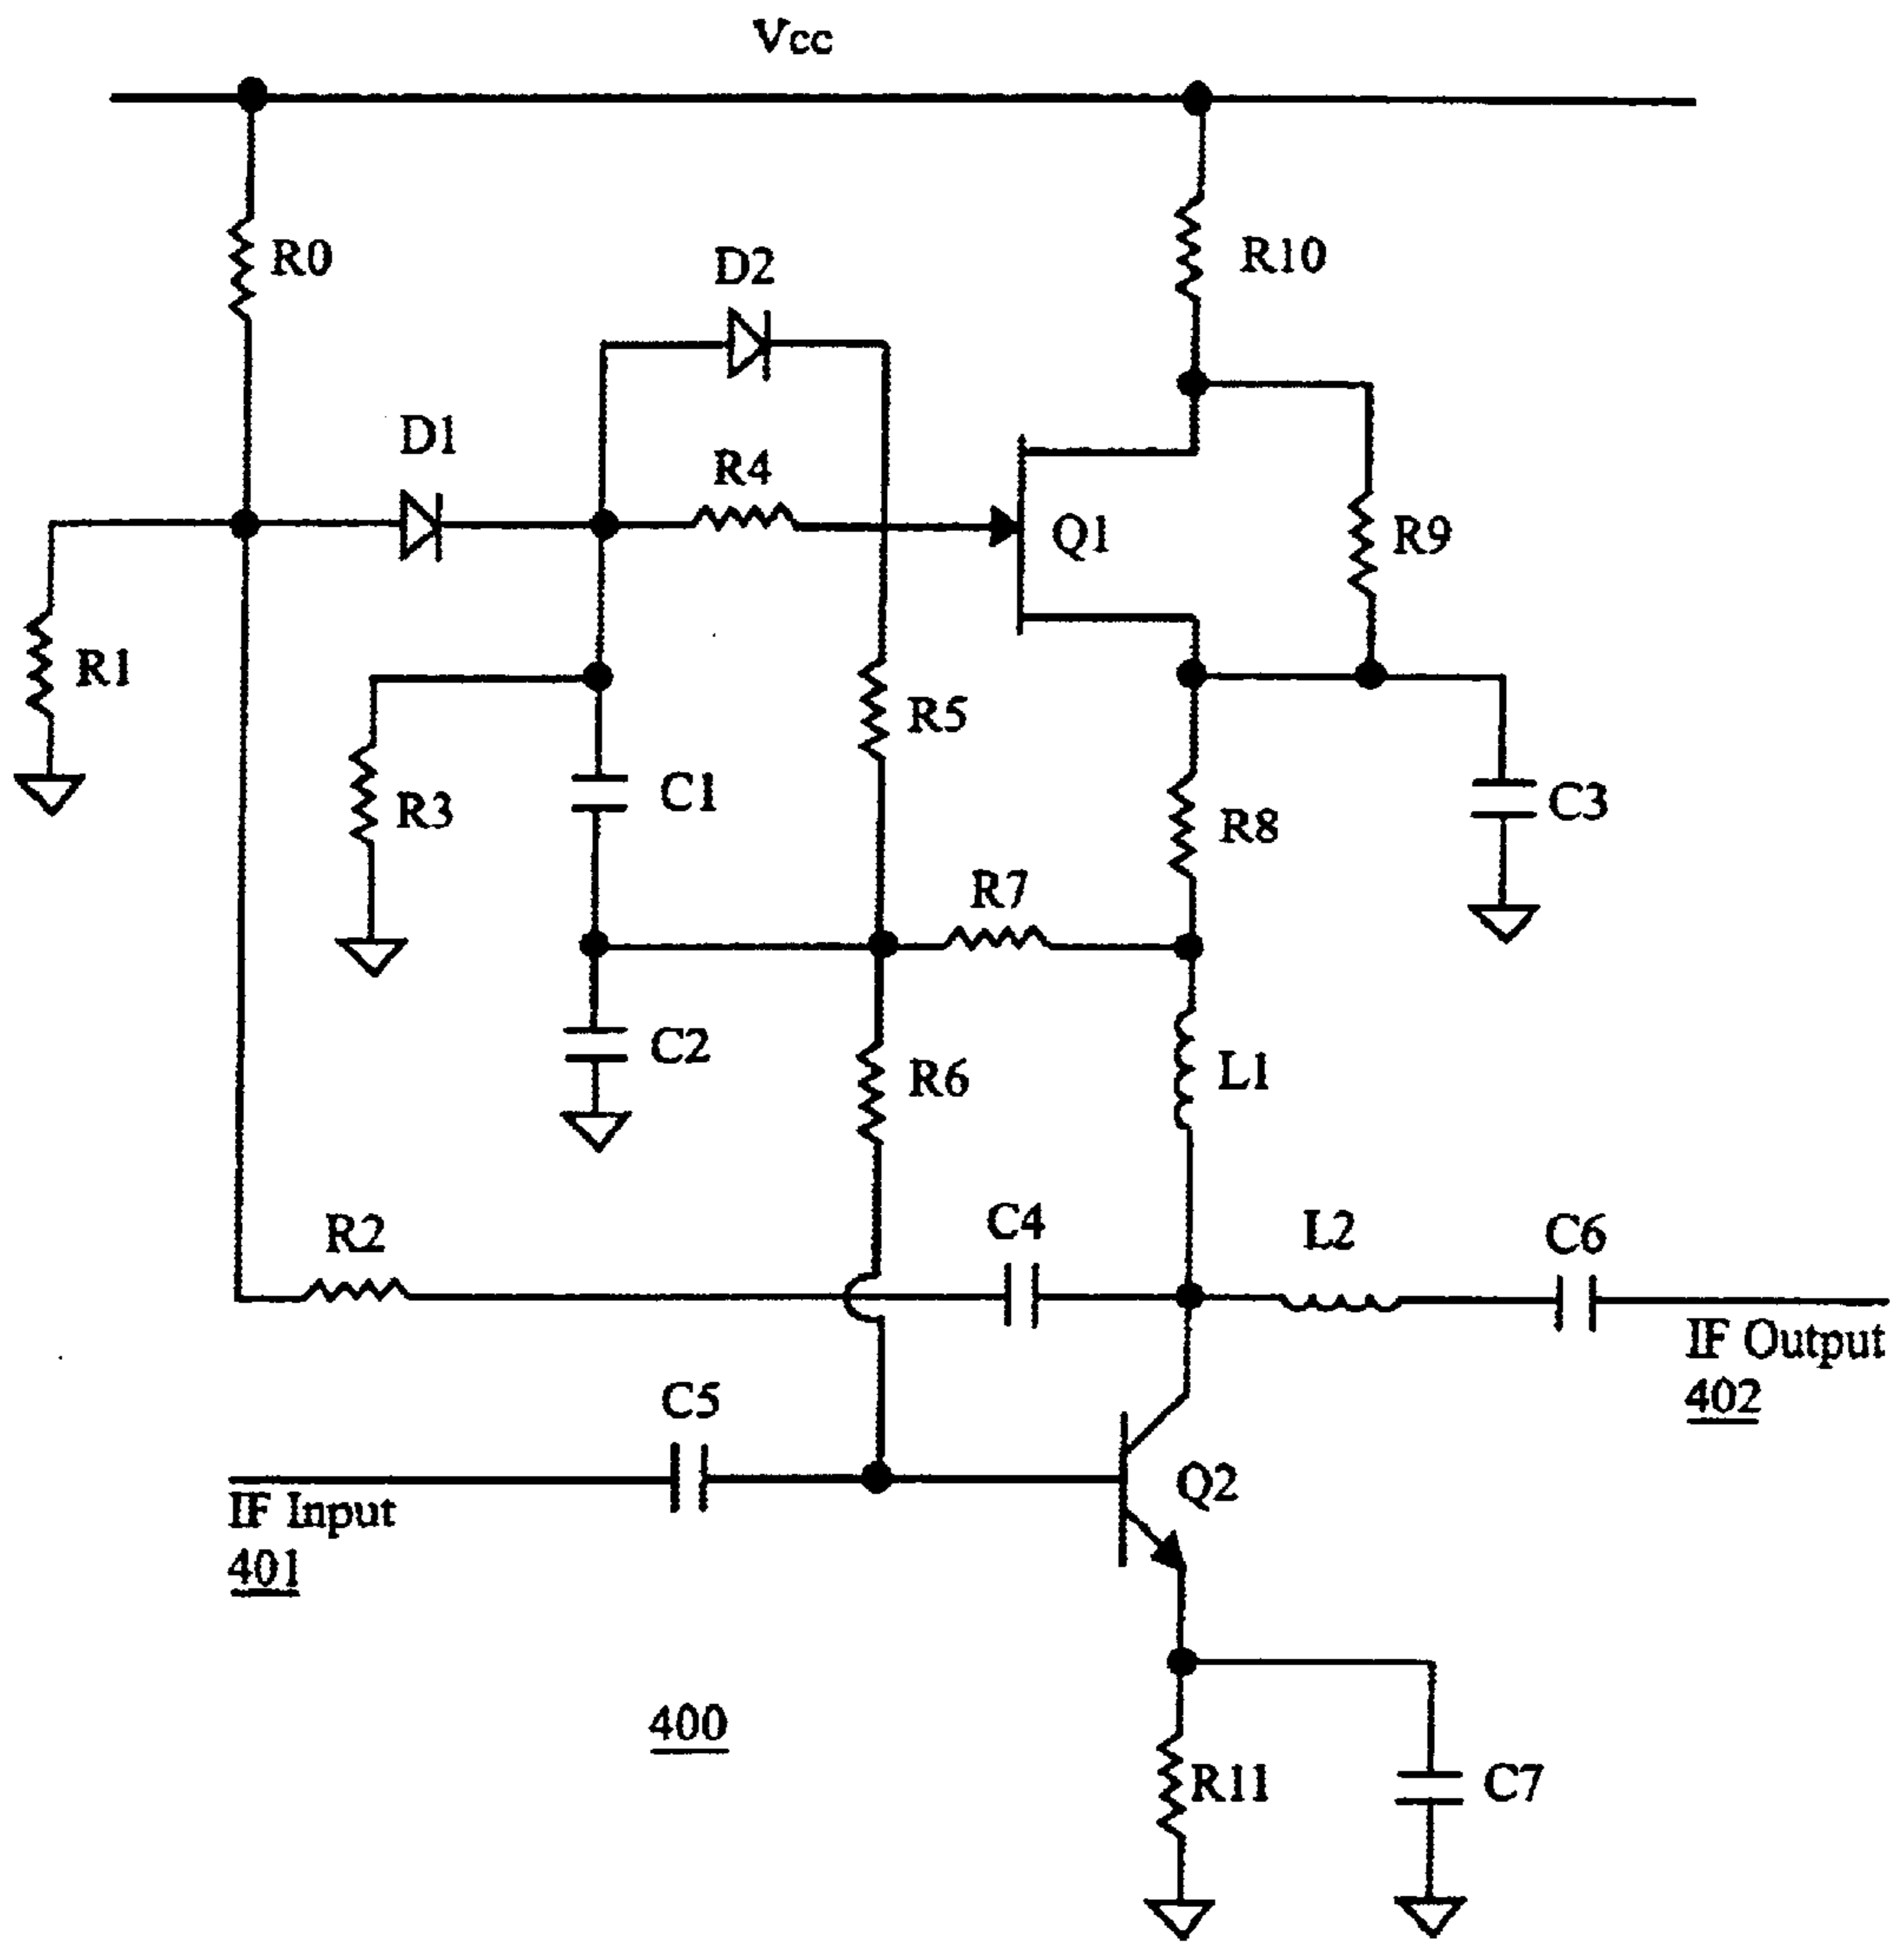 Vcc
R0
R10
D2
D1
R4
Q1
R9
R1
R5
R3
C1
R8
C3
R7
C2
R6
L1
R2
C4
L2
C6
IF Output
402
C5
IF Input
401
Q2
400
R11
C7